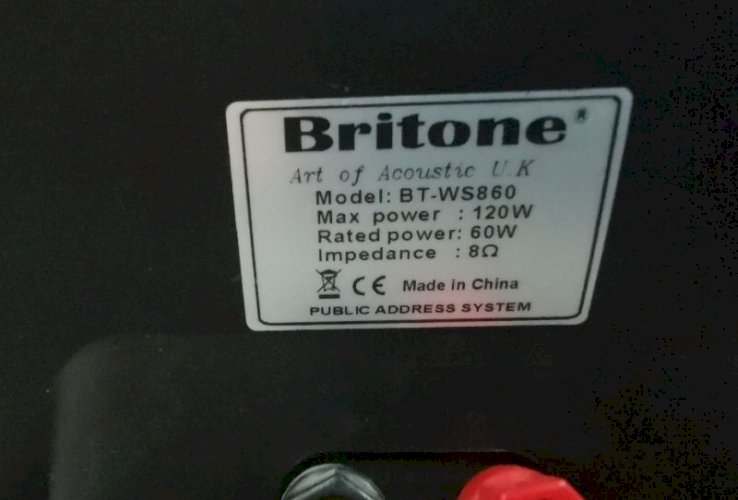 Britone®
Art of Acoustic U.K
Model: BT-WS860
Max power : 120W
Rated power: 60W
Impedance : 8Ω
CE Made in China
PUBLIC ADDRESS SYSTEM